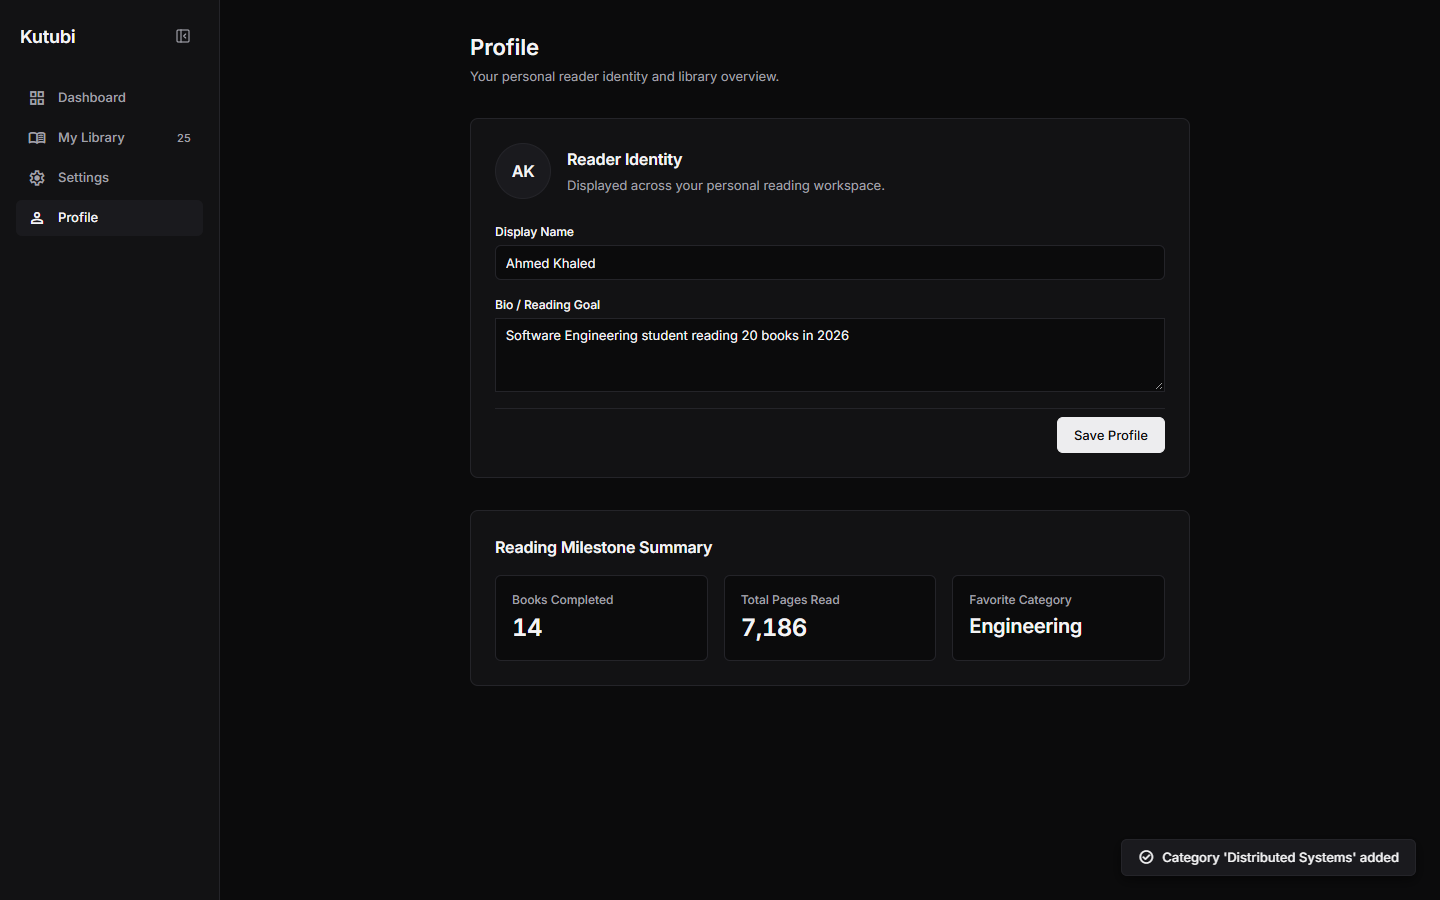 Kutubi
Dashboard
My Library 25
Settings
Profile
Profile
Your personal reader identity and library overview.
AK
Reader Identity
Displayed across your personal reading workspace.
Display Name
Ahmed Khaled
Bio / Reading Goal
Software Engineering student reading 20 books in 2026
Save Profile
Reading Milestone Summary
Books Completed
14
Total Pages Read
7,186
Favorite Category
Engineering
Category 'Distributed Systems' added